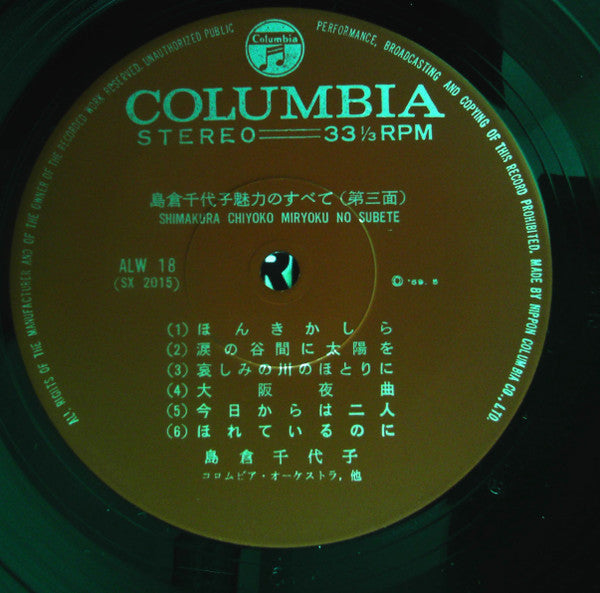 Columbia
ALL RIGHTS OF THE MANUFACTURER AND OF THE OWNER OF THE RECORDED WORK RESERVED. UNAUTHORIZED PUBLIC PERFORMANCE, BROADCASTING AND COPYING OF THIS RECORD PROHIBITED. MADE BY NIPPON COLUMBIA CO., LTD.
COLUMBIA
STEREO 33 1/3 RPM
島倉千代子魅力のすべて(第三面)
SHIMAKURA CHIYOKO MIRYOKU NO SUBETE
ALW 18
(SX 2015)
© '69. 5
(1) ほんきかしら
(2) 涙の谷間に太陽を
(3) 哀しみの川のほとりに
(4) 大阪夜曲
(5) 今日からは二人
(6) ほれているのに
島倉千代子
コロムビア・オーケストラ, 他